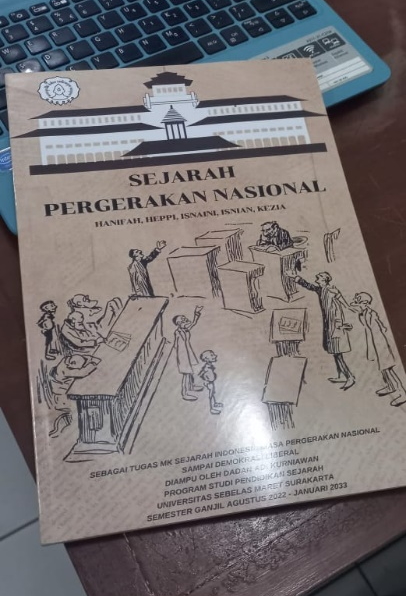 SEJARAH
PERGERAKAN NASIONAL
HANIFAH, HEPPI, ISNAINI, ISNIAN, KEZIA
SEBAGAI TUGAS MK SEJARAH INDONESIA MASA PERGERAKAN NASIONAL
SAMPAI DEMOKRASI LIBERAL
DIAMPU OLEH DADAN ADI KURNIAWAN
PROGRAM STUDI PENDIDIKAN SEJARAH
UNIVERSITAS SEBELAS MARET SURAKARTA
SEMESTER GANJIL AGUSTUS 2022 - JANUARI 2033